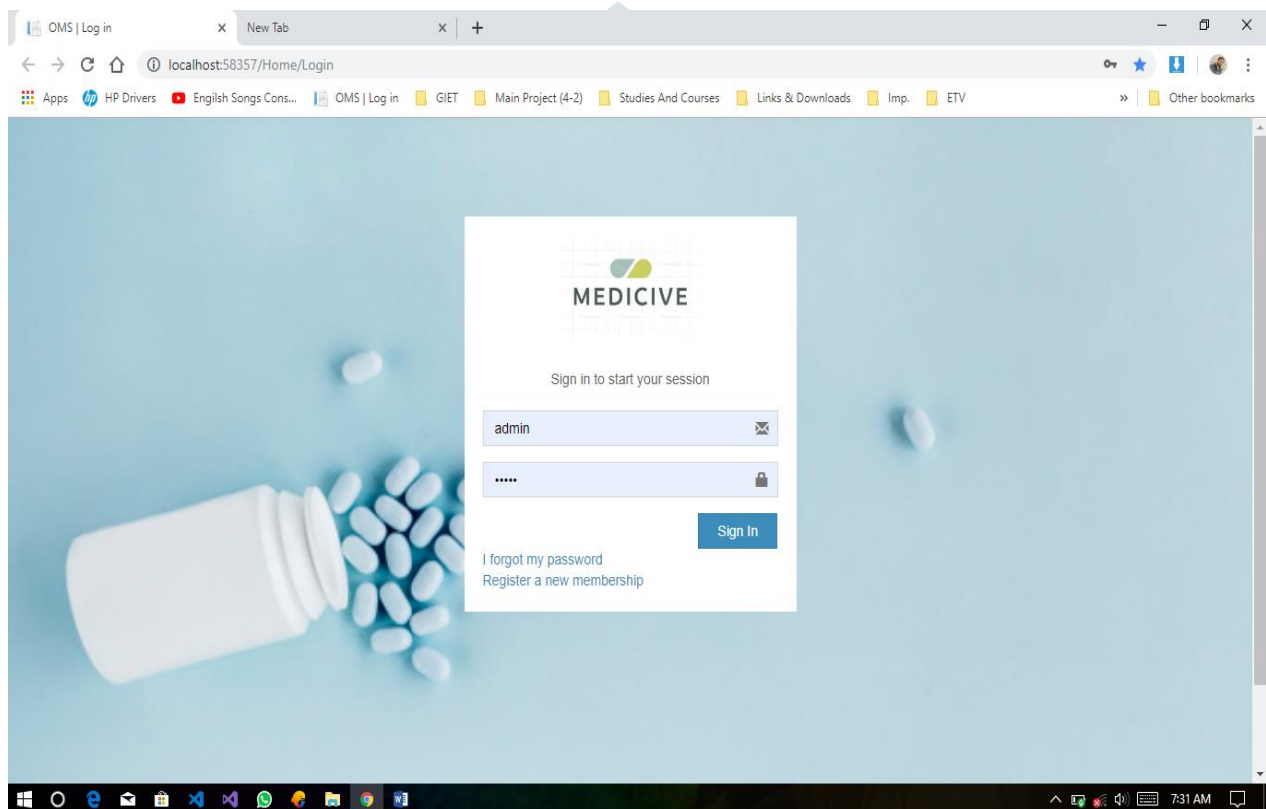 OMS | Log in
New Tab
localhost:58357/Home/Login
Apps HP Drivers Engilsh Songs Cons... OMS | Log in GIET Main Project (4-2) Studies And Courses Links & Downloads Imp. ETV » Other bookmarks
MEDICIVE
Sign in to start your session
admin
•••••
Sign In
I forgot my password
Register a new membership
7:31 AM